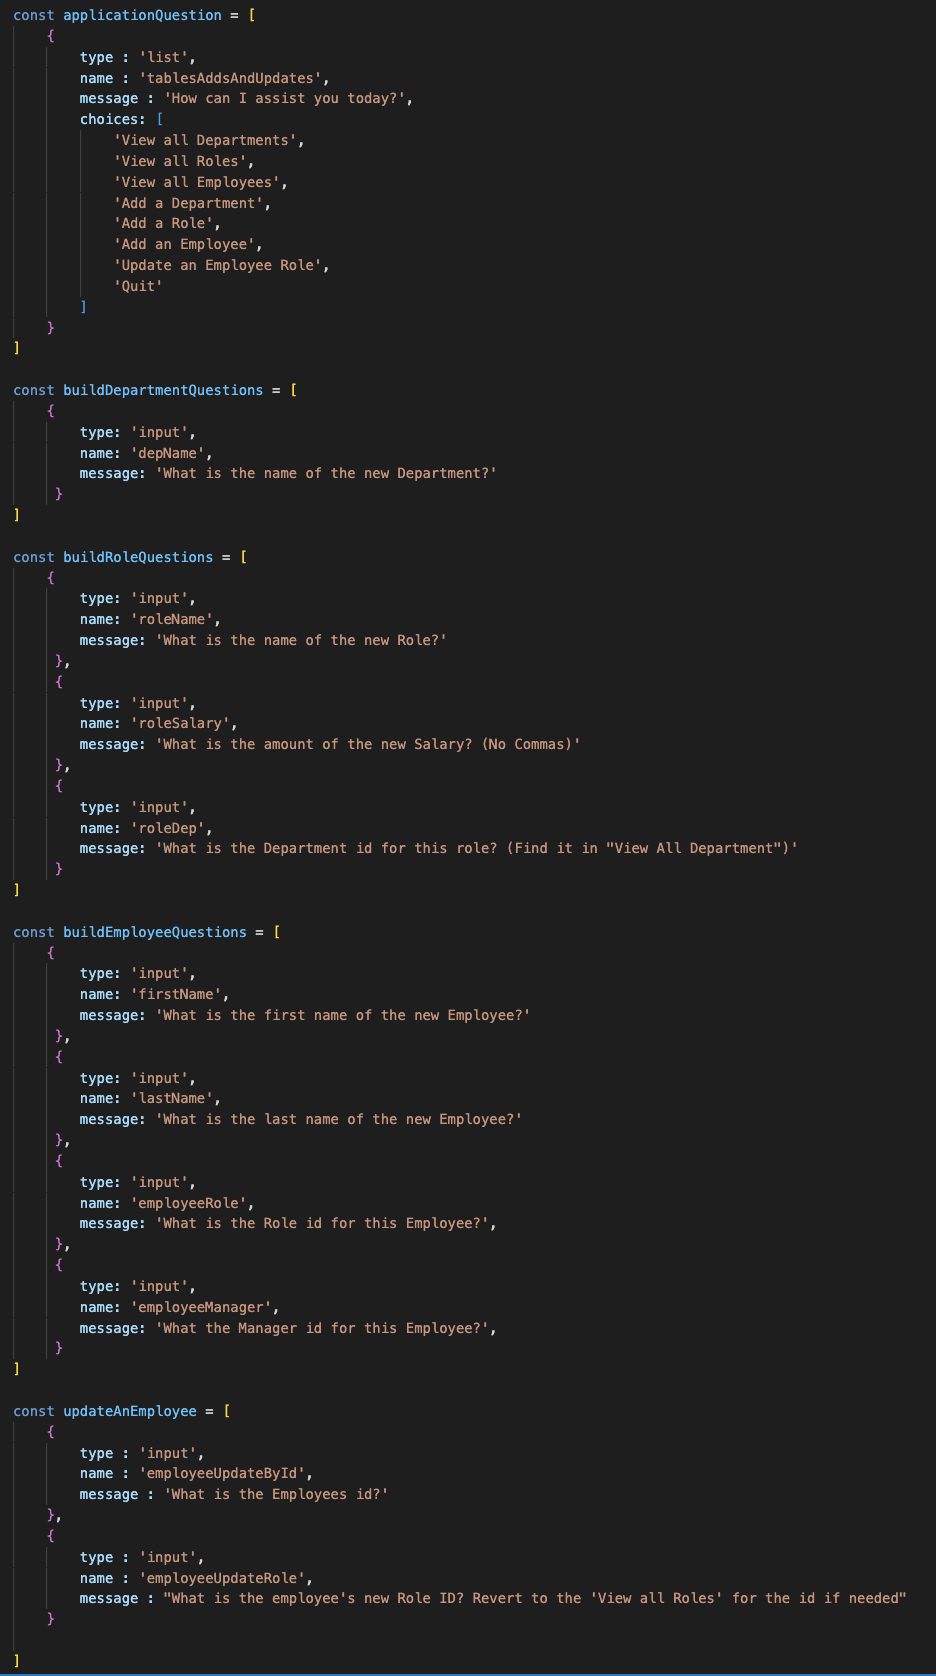 const applicationQuestion = [
    {
        type : 'list',
        name : 'tablesAddsAndUpdates',
        message : 'How can I assist you today?',
        choices: [
            'View all Departments',
            'View all Roles',
            'View all Employees',
            'Add a Department',
            'Add a Role',
            'Add an Employee',
            'Update an Employee Role',
            'Quit'
        ]
    }
]

const buildDepartmentQuestions = [
    {
        type: 'input',
        name: 'depName',
        message: 'What is the name of the new Department?'
     }
]

const buildRoleQuestions = [
    {
        type: 'input',
        name: 'roleName',
        message: 'What is the name of the new Role?'
     },
     {
        type: 'input',
        name: 'roleSalary',
        message: 'What is the amount of the new Salary? (No Commas)'
     },
     {
        type: 'input',
        name: 'roleDep',
        message: 'What is the Department id for this role? (Find it in "View All Department")'
     }
]

const buildEmployeeQuestions = [
    {
        type: 'input',
        name: 'firstName',
        message: 'What is the first name of the new Employee?'
     },
     {
        type: 'input',
        name: 'lastName',
        message: 'What is the last name of the new Employee?'
     },
     {
        type: 'input',
        name: 'employeeRole',
        message: 'What is the Role id for this Employee?',
     },
     {
        type: 'input',
        name: 'employeeManager',
        message: 'What the Manager id for this Employee?',
     }
]

const updateAnEmployee = [
    {
        type : 'input',
        name : 'employeeUpdateById',
        message : 'What is the Employees id?'
    },
    {
        type : 'input',
        name : 'employeeUpdateRole',
        message : "What is the employee's new Role ID? Revert to the 'View all Roles' for the id if needed"
    }

]